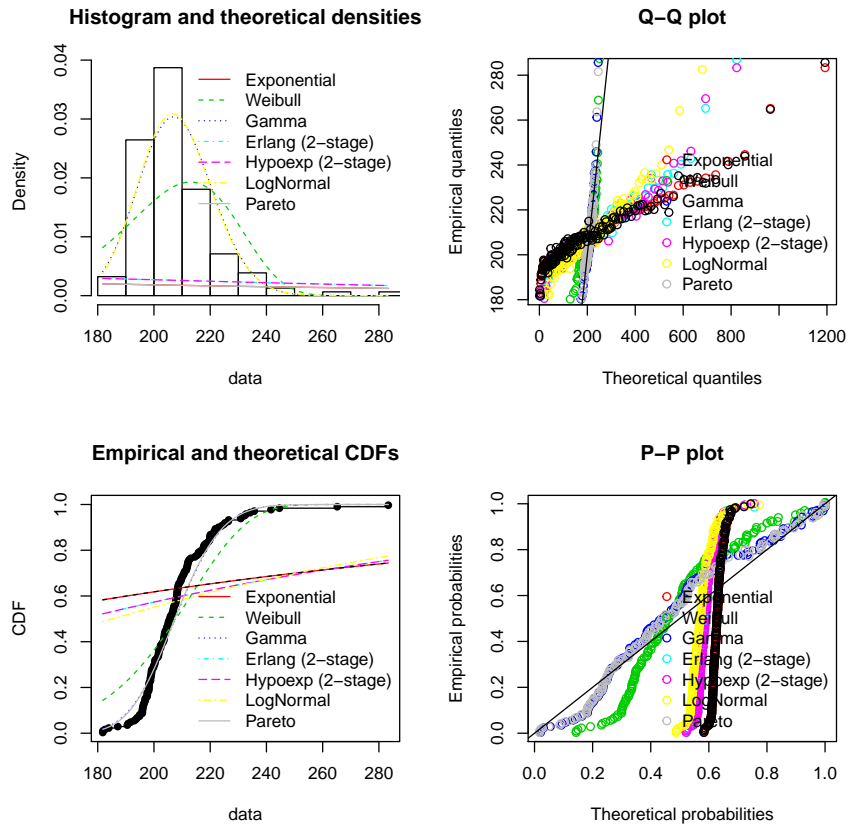 Histogram and theoretical densities
Density
0.00
0.01
0.02
0.03
0.04
Exponential
Weibull
Gamma
Erlang (2−stage)
Hypoexp (2−stage)
LogNormal
Pareto
180
200
220
240
260
280
data
Q−Q plot
Empirical quantiles
180
200
220
240
260
280
Exponential
Weibull
Gamma
Erlang (2−stage)
Hypoexp (2−stage)
LogNormal
Pareto
0
200
400
600
800
1200
Theoretical quantiles
Empirical and theoretical CDFs
CDF
0.0
0.2
0.4
0.6
0.8
1.0
Exponential
Weibull
Gamma
Erlang (2−stage)
Hypoexp (2−stage)
LogNormal
Pareto
180
200
220
240
260
280
data
P−P plot
Empirical probabilities
0.0
0.2
0.4
0.6
0.8
1.0
Exponential
Weibull
Gamma
Erlang (2−stage)
Hypoexp (2−stage)
LogNormal
Pareto
0.0
0.2
0.4
0.6
0.8
1.0
Theoretical probabilities